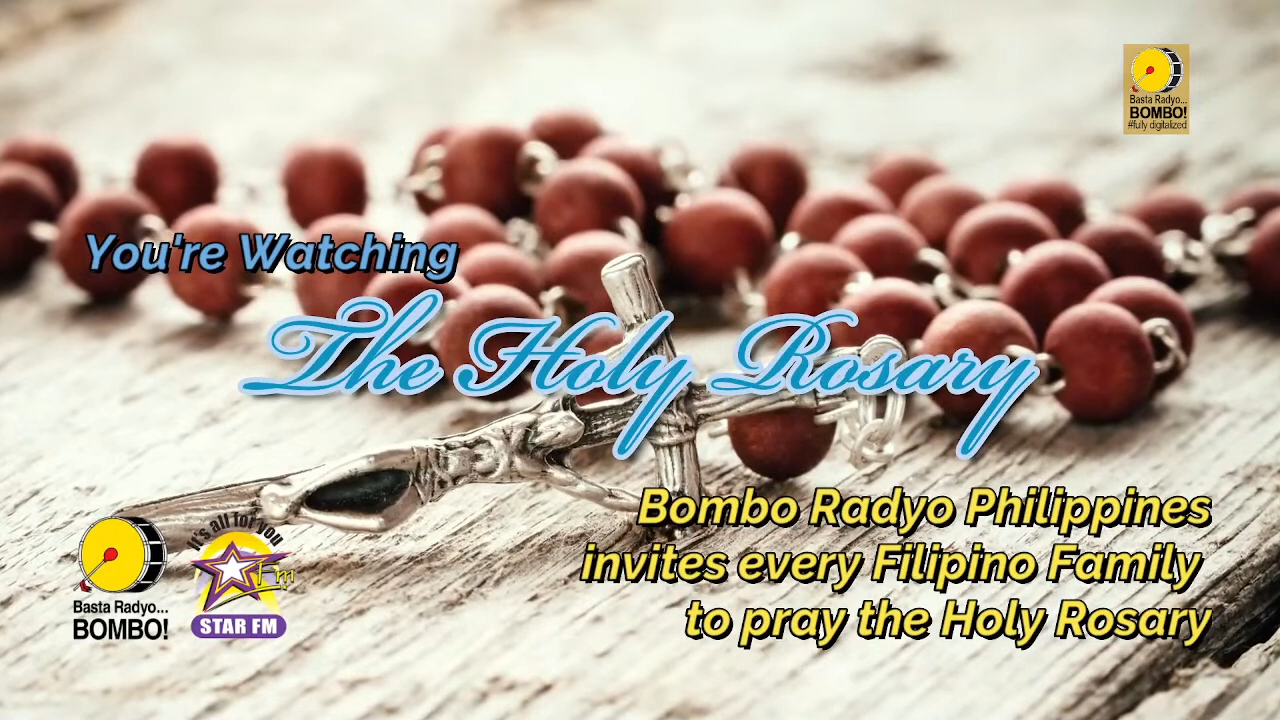 Basta Radyo...
BOMBO!
#fully digitalized
You're Watching
The Holy Rosary
Bombo Radyo Philippines
invites every Filipino Family
to pray the Holy Rosary
Basta Radyo...
BOMBO!
It's all for you
Fm
STAR FM